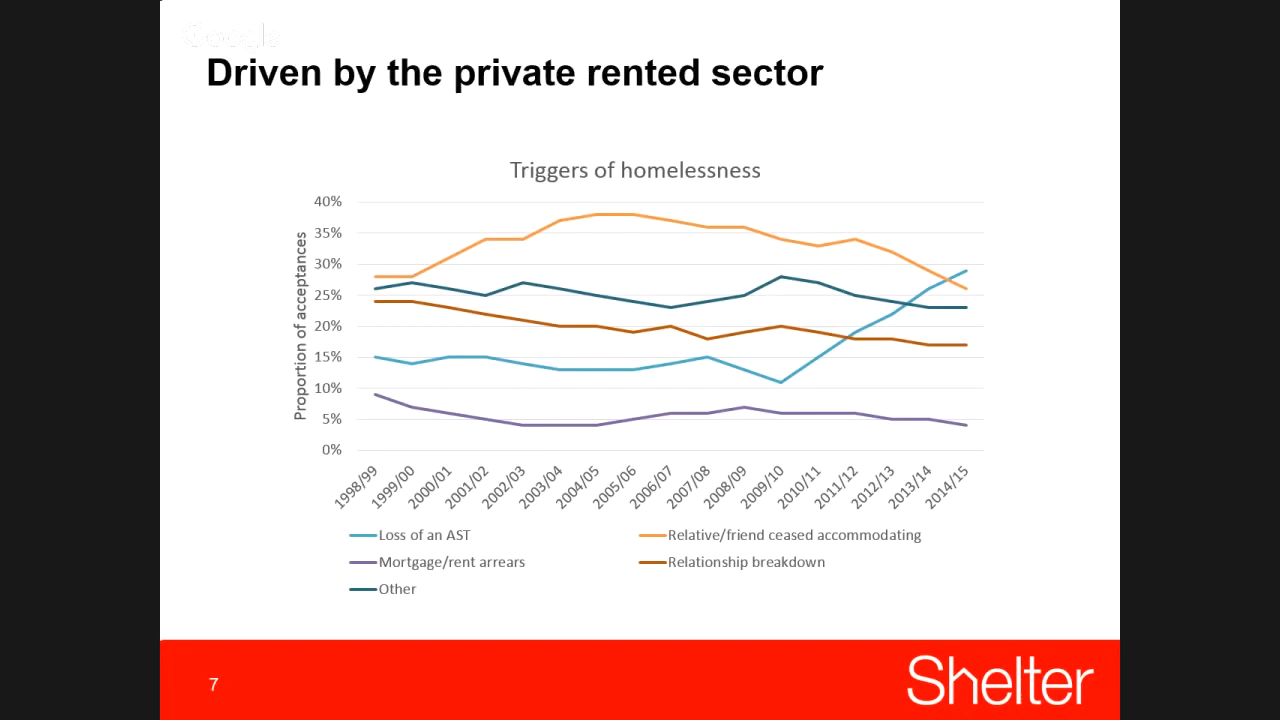 Google
Driven by the private rented sector
Triggers of homelessness
Proportion of acceptances
40%
35%
30%
25%
20%
15%
10%
5%
0%
1998/99
1999/00
2000/01
2001/02
2002/03
2003/04
2004/05
2005/06
2006/07
2007/08
2008/09
2009/10
2010/11
2011/12
2012/13
2013/14
2014/15
Loss of an AST
Relative/friend ceased accommodating
Mortgage/rent arrears
Relationship breakdown
Other
7
Shelter